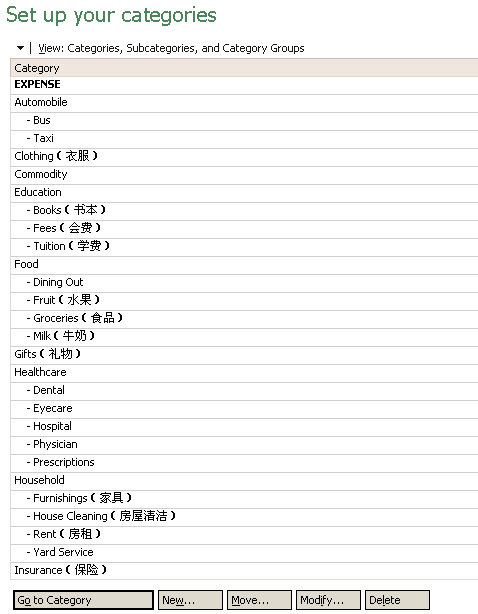 Set up your categories
View: Categories, Subcategories, and Category Groups
Category
EXPENSE
Automobile
- Bus
- Taxi
Clothing（衣服）
Commodity
Education
- Books（书本）
- Fees（会费）
- Tuition（学费）
Food
- Dining Out
- Fruit（水果）
- Groceries（食品）
- Milk（牛奶）
Gifts（礼物）
Healthcare
- Dental
- Eyecare
- Hospital
- Physician
- Prescriptions
Household
- Furnishings（家具）
- House Cleaning（房屋清洁）
- Rent（房租）
- Yard Service
Insurance（保险）
Go to Category New... Move... Modify... Delete